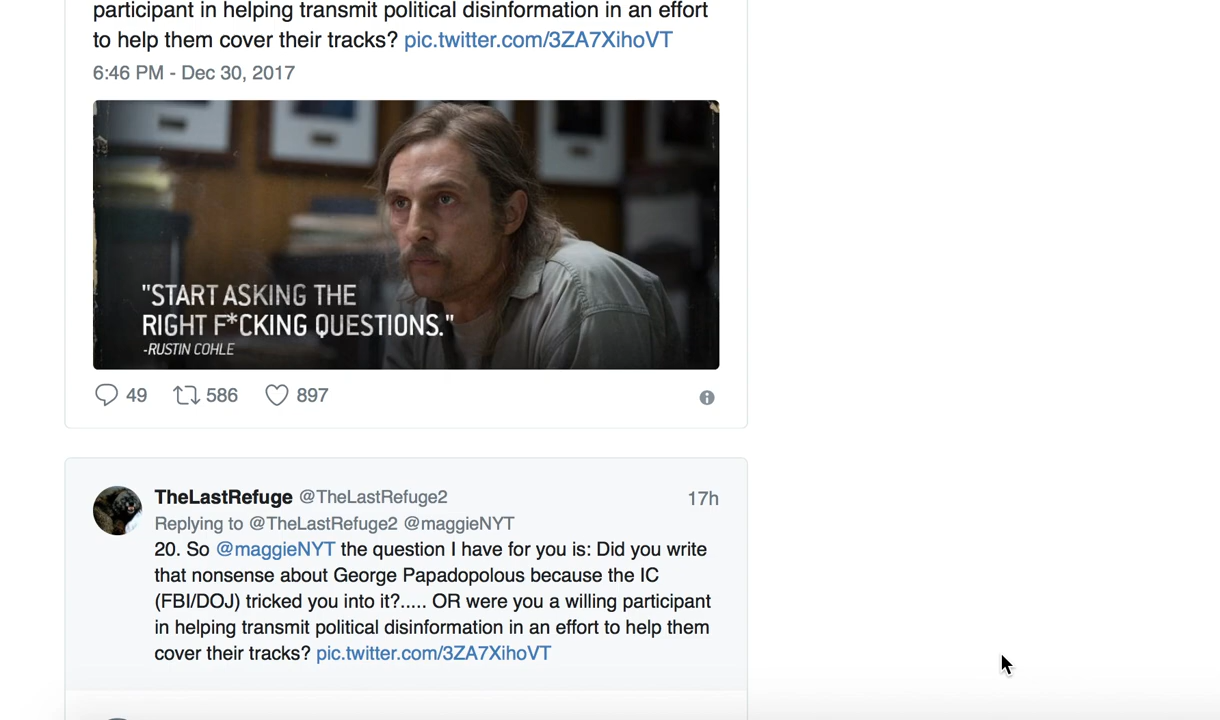 participant in helping transmit political disinformation in an effort
to help them cover their tracks? pic.twitter.com/3ZA7XihoVT
6:46 PM - Dec 30, 2017
"START ASKING THE
RIGHT F*CKING QUESTIONS."
-RUSTIN COHLE
49 586 897
TheLastRefuge @TheLastRefuge2 17h
Replying to @TheLastRefuge2 @maggieNYT
20. So @maggieNYT the question I have for you is: Did you write
that nonsense about George Papadopolous because the IC
(FBI/DOJ) tricked you into it?..... OR were you a willing participant
in helping transmit political disinformation in an effort to help them
cover their tracks? pic.twitter.com/3ZA7XihoVT